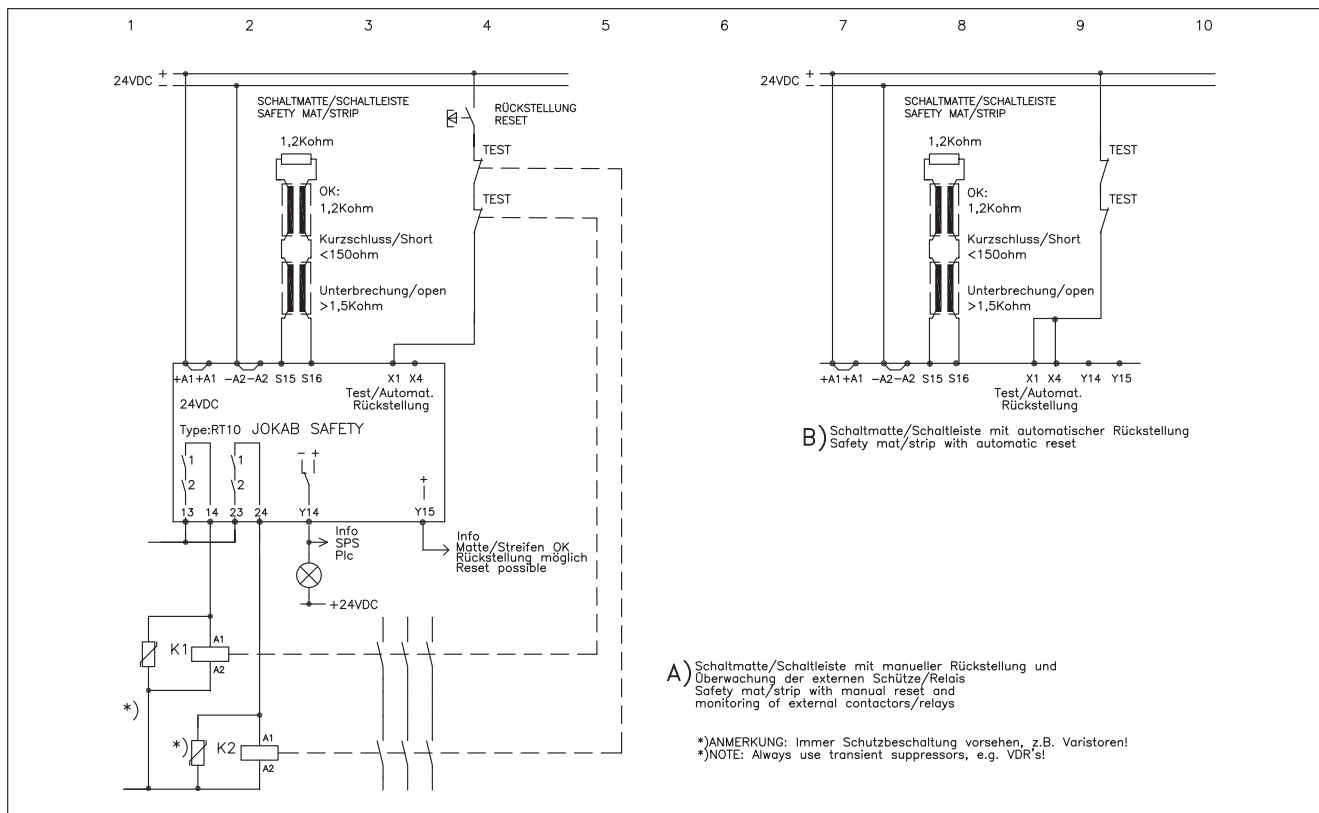 1 2 3 4 5 6 7 8 9 10
24VDC + -
SCHALTMATTE/SCHALTLEISTE
SAFETY MAT/STRIP
RÜCKSTELLUNG
RESET
1,2Kohm
TEST
OK:
1,2Kohm
TEST
Kurzschluss/Short
<150ohm
Unterbrechung/open
>1,5Kohm
+A1 +A1 -A2 -A2 S15 S16 X1 X4
Test/Automat.
Rückstellung
24VDC
Type:RT10 JOKAB SAFETY
1 1 - +
2 2 +
13 14 23 24 Y14 Y15
Info
SPS
Plc
Info
Matte/Streifen OK
Rückstellung möglich
Reset possible
+24VDC
K1 A1
A2
*)
*) K2 A1
A2
24VDC + -
SCHALTMATTE/SCHALTLEISTE
SAFETY MAT/STRIP
1,2Kohm
TEST
OK:
1,2Kohm
TEST
Kurzschluss/Short
<150ohm
Unterbrechung/open
>1,5Kohm
+A1 +A1 -A2 -A2 S15 S16 X1 X4 Y14 Y15
Test/Automat.
Rückstellung
B) Schaltmatte/Schaltleiste mit automatischer Rückstellung
Safety mat/strip with automatic reset
A) Schaltmatte/Schaltleiste mit manueller Rückstellung und
Überwachung der externen Schütze/Relais
Safety mat/strip with manual reset and
monitoring of external contactors/relays
*)ANMERKUNG: Immer Schutzbeschaltung vorsehen, z.B. Varistoren!
*)NOTE: Always use transient suppressors, e.g. VDR's!